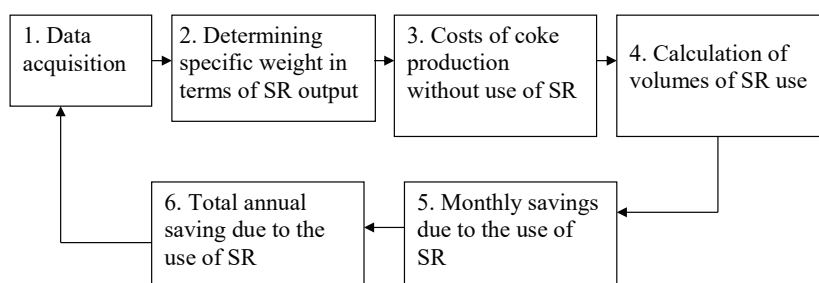 1. Data
acquisition
2. Determining
specific weight in
terms of SR output
3. Costs of coke
production
without use of SR
4. Calculation of
volumes of SR use
5. Monthly savings
due to the use of
SR
6. Total annual
saving due to the
use of SR